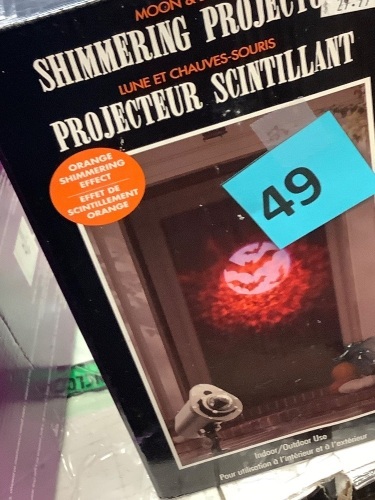 MOON &
SHIMMERING PROJECTO
LUNE ET CHAUVES-SOURIS
PROJECTEUR SCINTILLANT
ORANGE
SHIMMERING
EFFECT
EFFET DE
SCINTILLEMENT
ORANGE
49
Indoor/Outdoor Use
Pour utilisation à l'intérieur et à l'extérieur